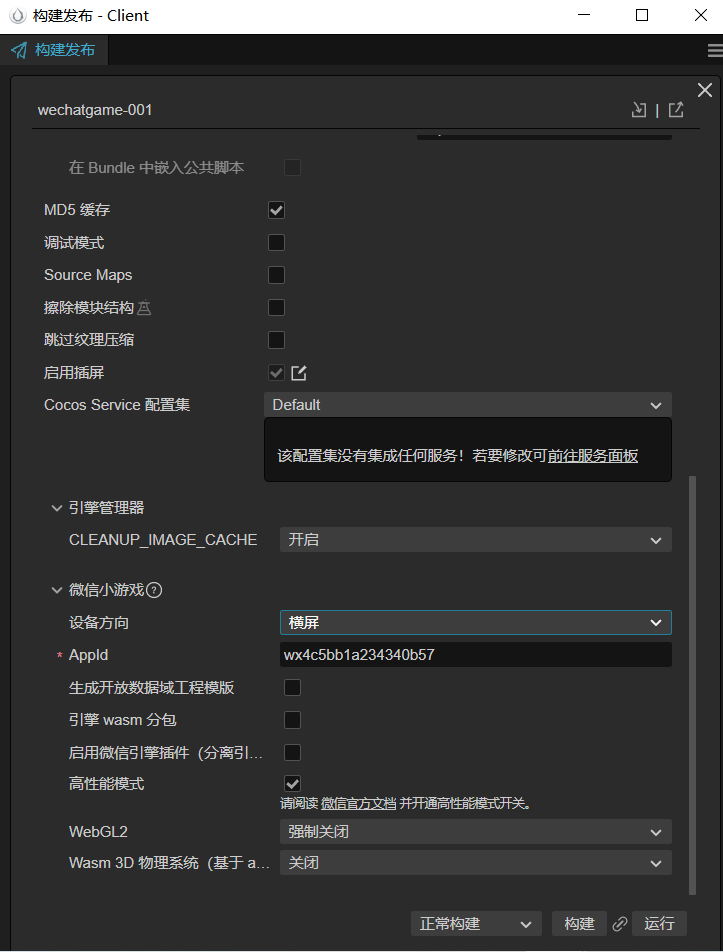 构建发布 - Client
构建发布
wechatgame-001
在 Bundle 中嵌入公共脚本
MD5 缓存
调试模式
Source Maps
擦除模块结构
跳过纹理压缩
启用插屏
Cocos Service 配置集 Default
该配置集没有集成任何服务！若要修改可前往服务面板
引擎管理器
CLEANUP_IMAGE_CACHE 开启
微信小游戏 ?
设备方向 横屏
* AppId wx4c5bb1a234340b57
生成开放数据域工程模版
引擎 wasm 分包
启用微信引擎插件（分离引...
高性能模式
请阅读 微信官方文档 并开通高性能模式开关。
WebGL2 强制关闭
Wasm 3D 物理系统（基于 a... 关闭
正常构建 构建 运行